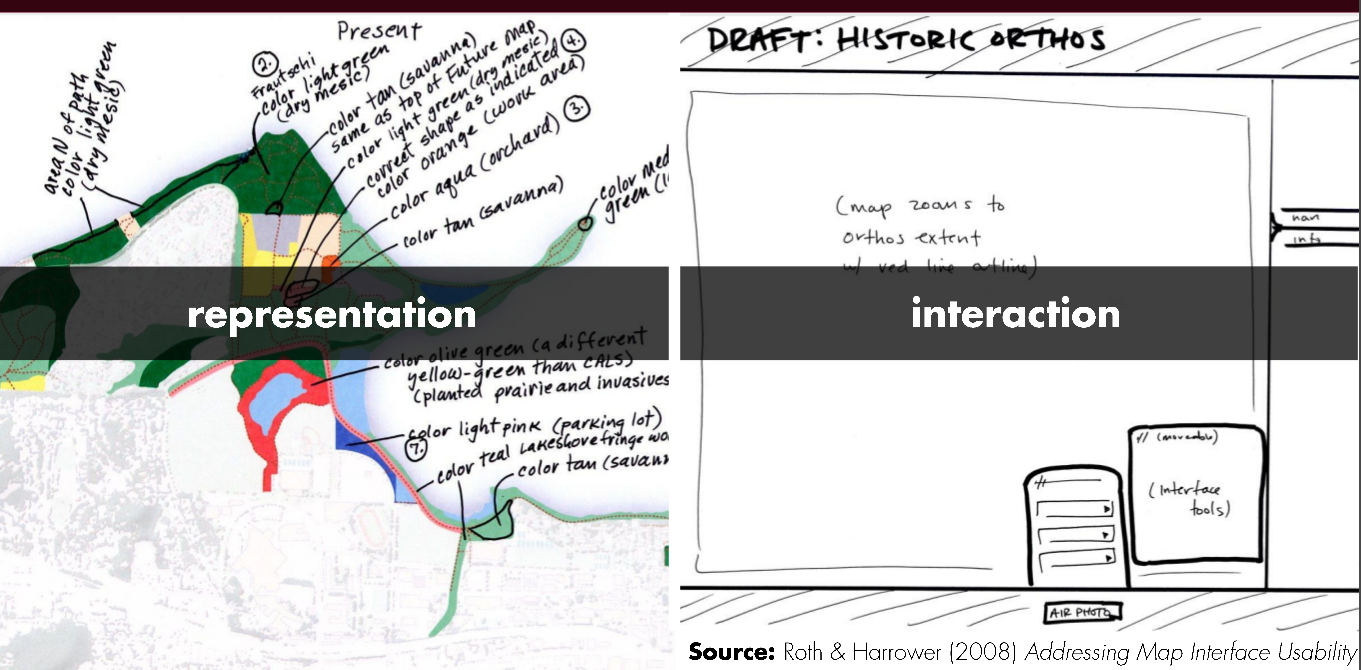 Present
area N of path
color light green
(dry mesic)
2.
Frautschi
color light green
(dry mesic)
color tan (savanna)
same as top of Future map
color light green (dry mesic) 4.
correct shape as indicated
color orange (work area)
color aqua (orchard) 3.
color tan (savanna)
color med
green
representation
color olive green (a different
yellow-green than CALS)
(planted prairie and invasives
color light pink (parking lot)
7.
color teal Lakeshore fringe wo
color tan (savann
DRAFT: HISTORIC ORTHOS
(map zooms to
orthos extent
w/ red line outline)
nav
info
interaction
(movable)
(Interface
tools)
AIR PHOTO
Source: Roth & Harrower (2008) Addressing Map Interface Usability